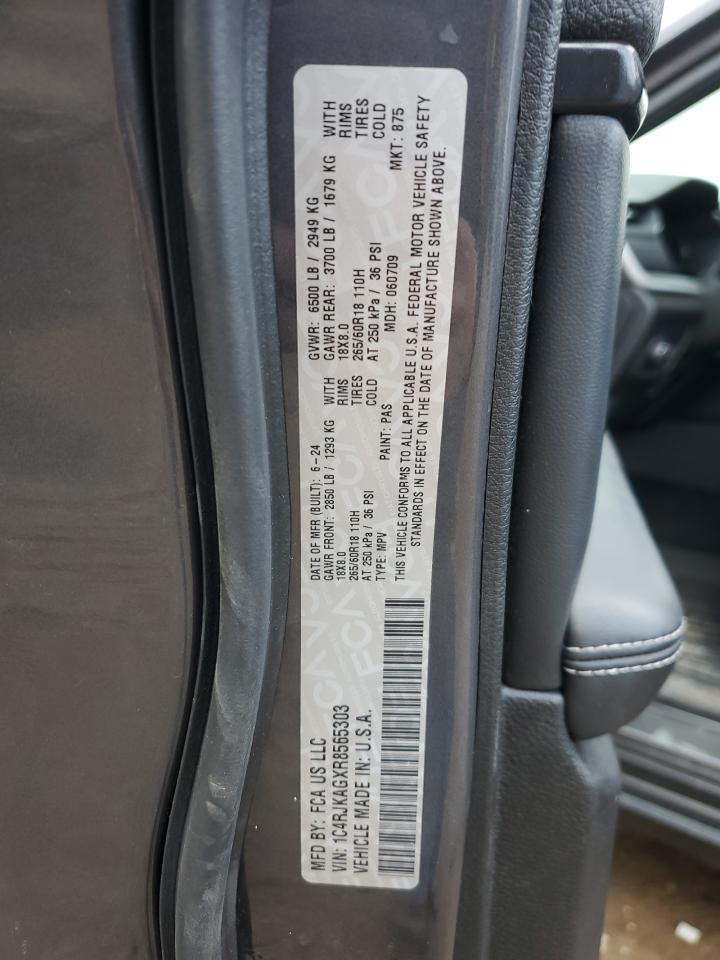 MFD BY: FCA US LLC
VIN: 1C4RJKAGXR8565303
VEHICLE MADE IN: U.S.A.
DATE OF MFR (BUILT): 6-24 GVWR: 6500 LB / 2949 KG
GAWR FRONT: 2850 LB / 1293 KG WITH GAWR REAR: 3700 LB / 1679 KG WITH
18X8.0 RIMS 18X8.0 RIMS
265/60R18 110H TIRES 265/60R18 110H TIRES
AT 250 kPa / 36 PSI COLD AT 250 kPa / 36 PSI COLD
TYPE: MPV PAINT: PAS MDH: 060709 MKT: 875
THIS VEHICLE CONFORMS TO ALL APPLICABLE U.S.A. FEDERAL MOTOR VEHICLE SAFETY
STANDARDS IN EFFECT ON THE DATE OF MANUFACTURE SHOWN ABOVE.